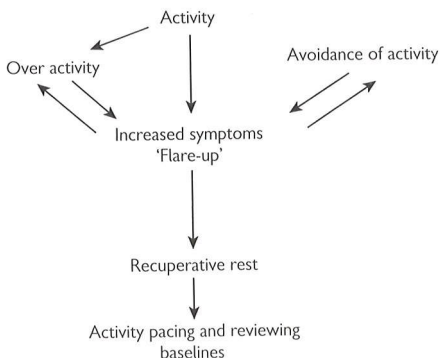 Activity
Over activity
Avoidance of activity
Increased symptoms
‘Flare-up’
Recuperative rest
Activity pacing and reviewing
baselines